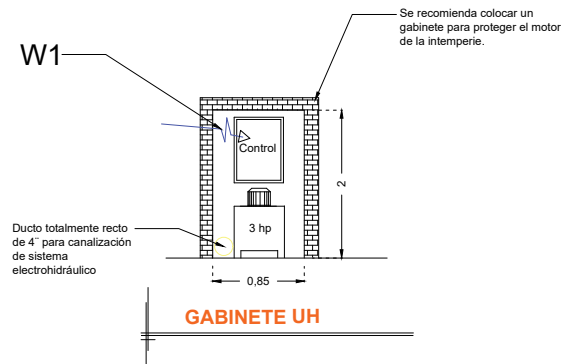 Se recomienda colocar un
gabinete para proteger el motor
de la intemperie.
W1
Control
2
3 hp
Ducto totalmente recto
de 4¨ para canalización
de sistema
electrohidráulico
0,85
GABINETE UH